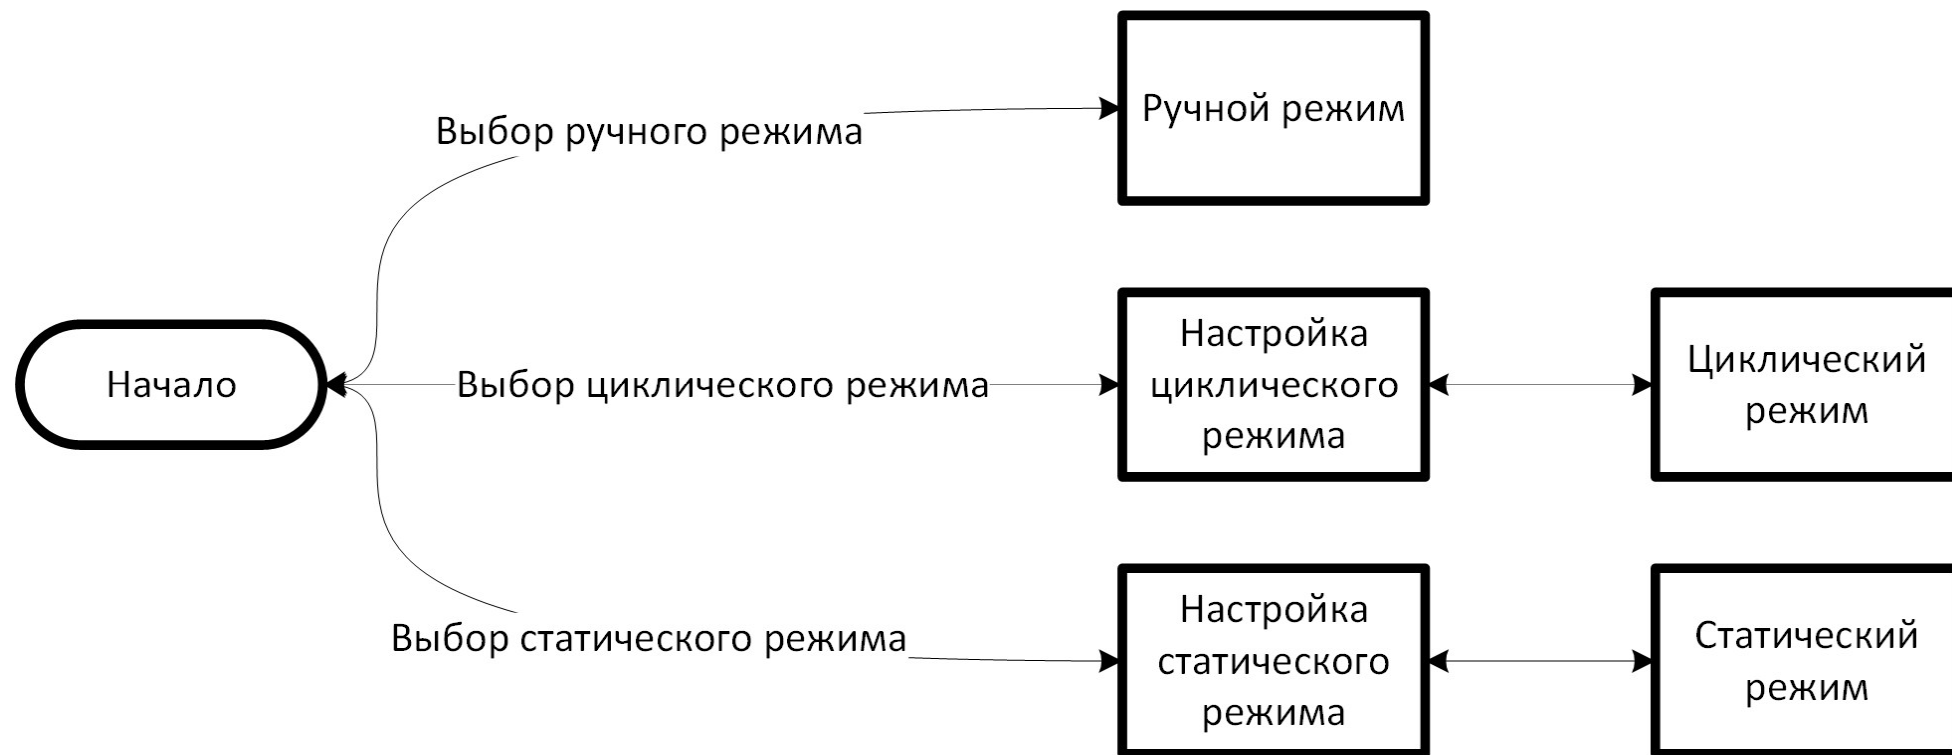 Выбор ручного режима
Ручной режим
Начало
Выбор циклического режима
Настройка
циклического
режима
Циклический
режим
Выбор статического режима
Настройка
статического
режима
Статический
режим